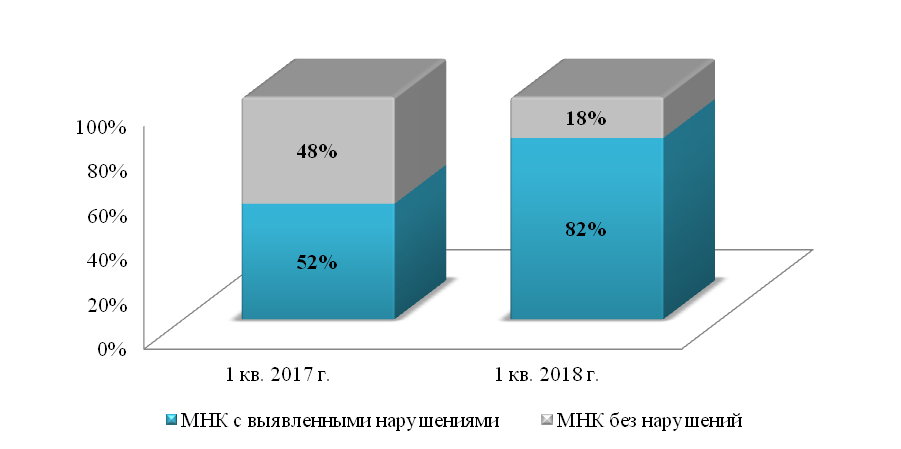 100%
80%
60%
40%
20%
0%
48%
52%
18%
82%
1 кв. 2017 г.
1 кв. 2018 г.
МНК с выявленными нарушениями
МНК без нарушений